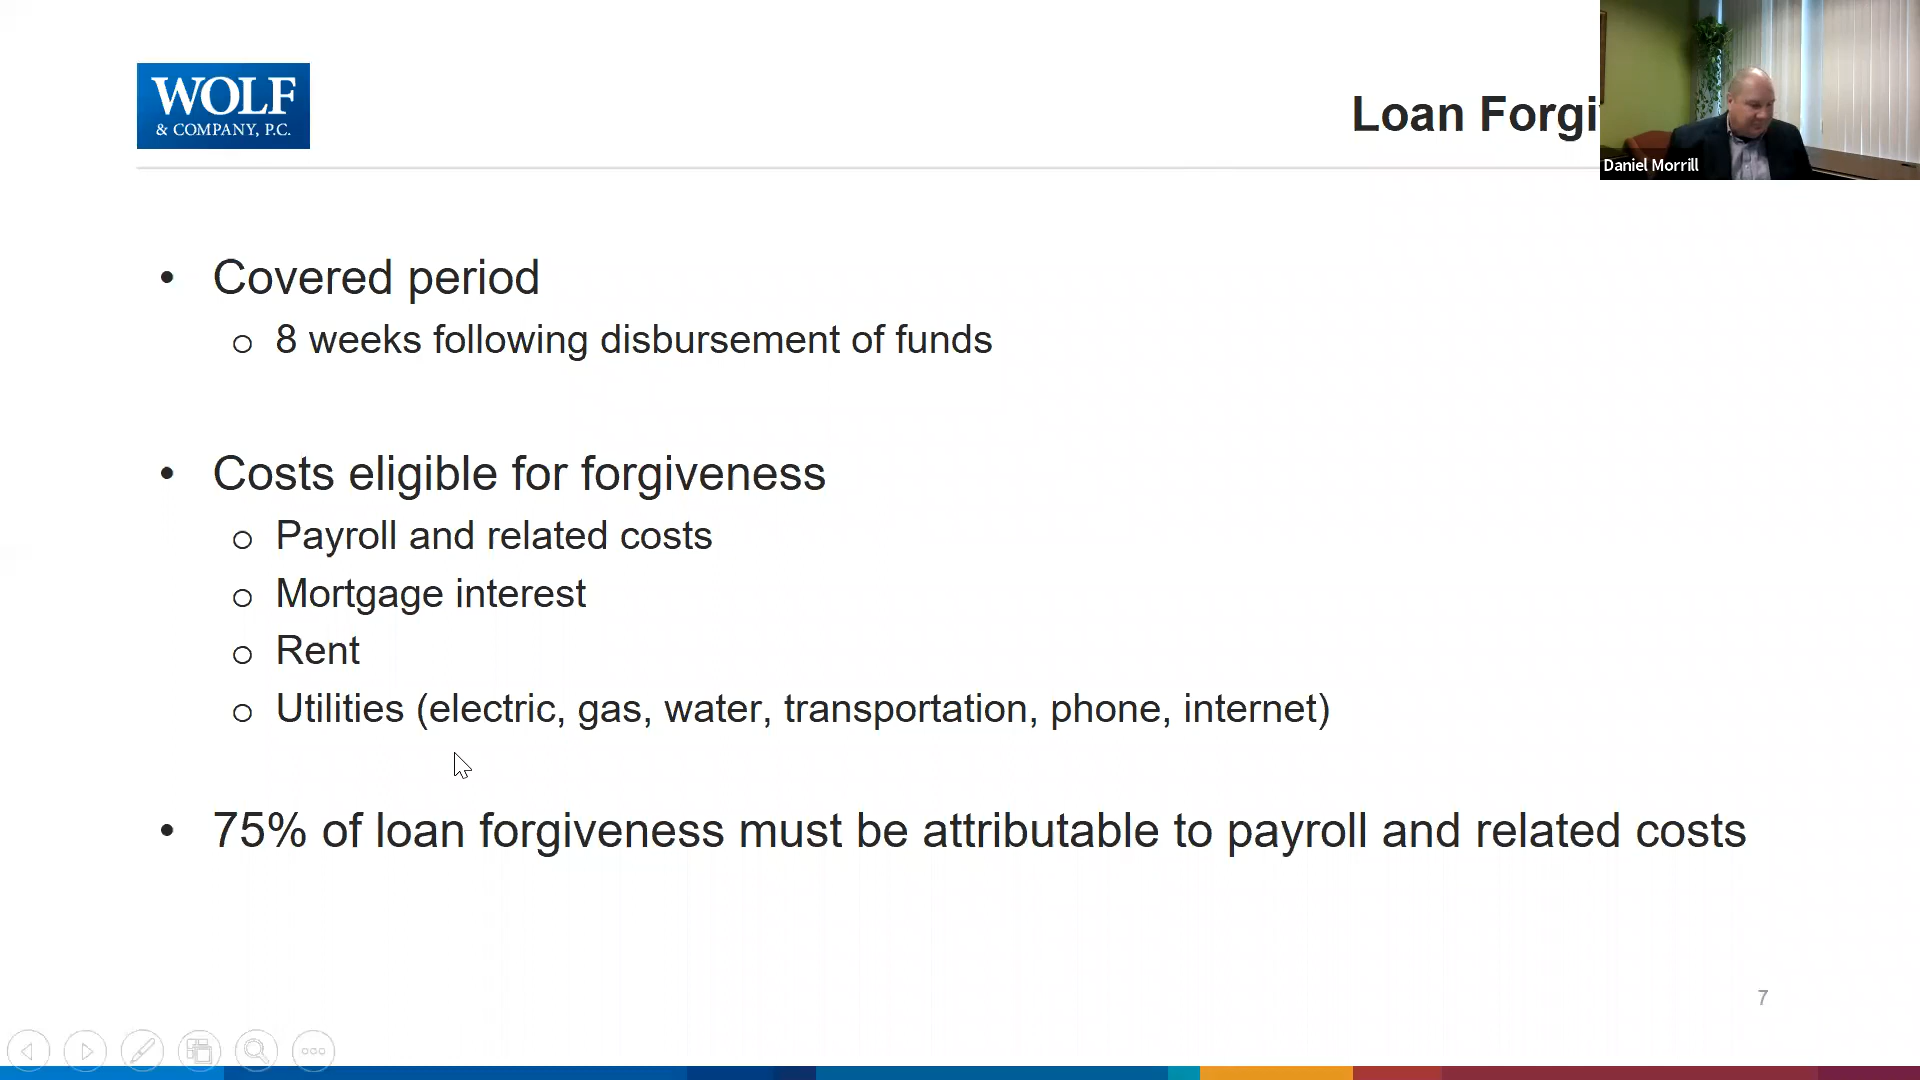 WOLF
& COMPANY, P.C.
Loan Forgi
Daniel Morrill
• Covered period
o 8 weeks following disbursement of funds
• Costs eligible for forgiveness
o Payroll and related costs
o Mortgage interest
o Rent
o Utilities (electric, gas, water, transportation, phone, internet)
• 75% of loan forgiveness must be attributable to payroll and related costs
7